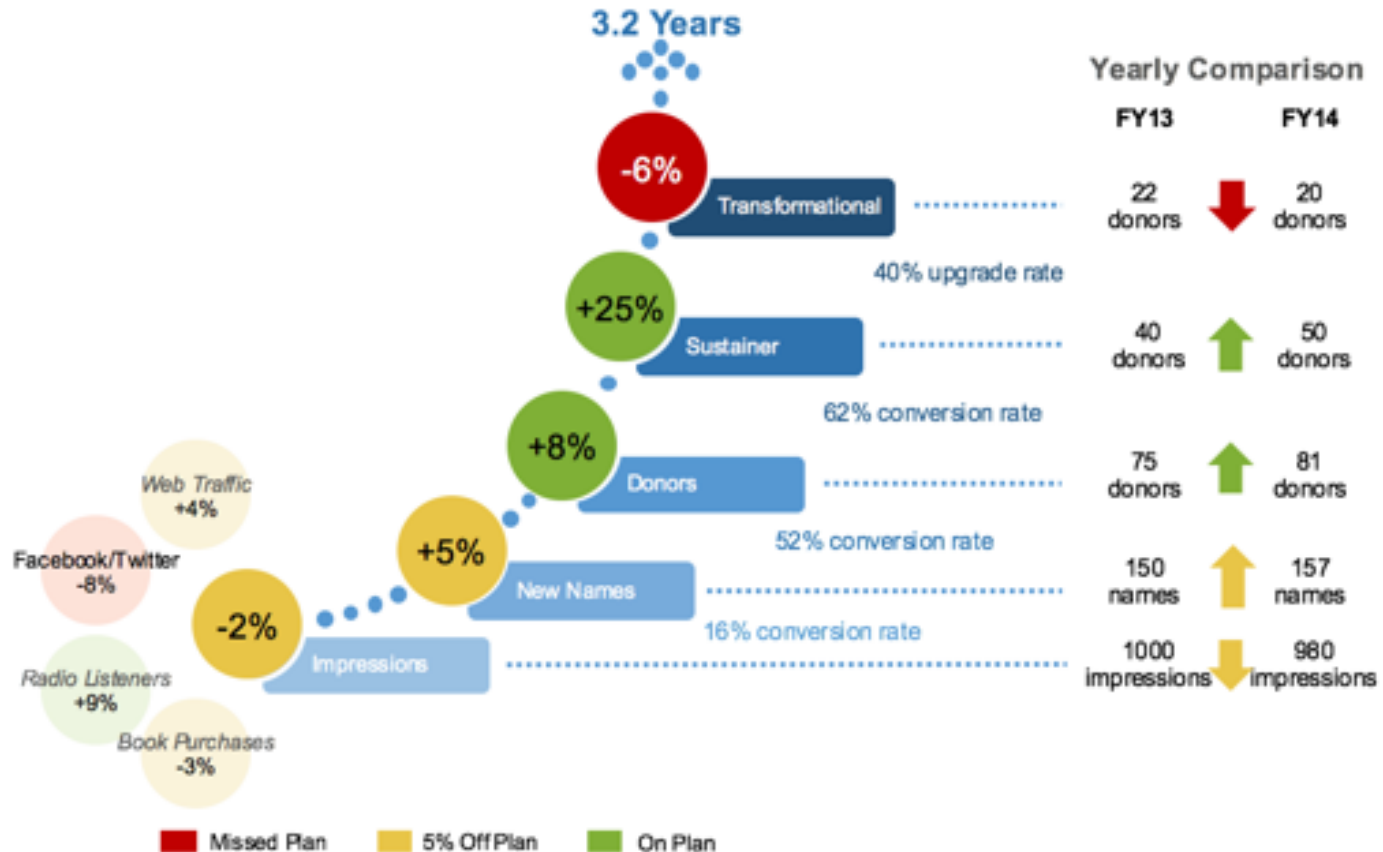 3.2 Years
Yearly Comparison
FY13
FY14
-6%
Transformational
22
donors
20
donors
40% upgrade rate
+25%
Sustainer
40
donors
50
donors
62% conversion rate
+8%
Donors
75
donors
81
donors
52% conversion rate
+5%
New Names
150
names
157
names
16% conversion rate
-2%
Impressions
1000
impressions
980
impressions
Web Traffic
+4%
Facebook/Twitter
-8%
Radio Listeners
+9%
Book Purchases
-3%
Missed Plan
5% Off Plan
On Plan